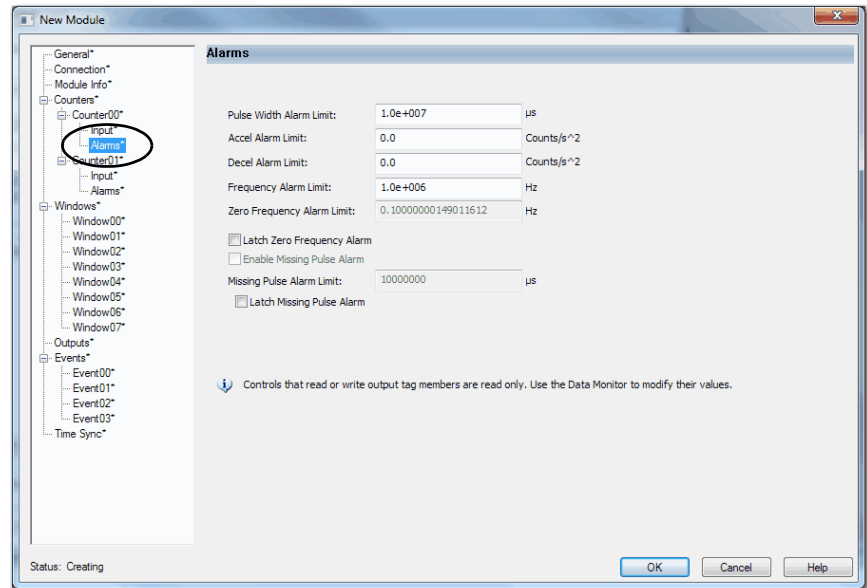 New Module
General*
Connection*
Module Info*
Counters*
Counter00*
Input*
Alarms*
Counter01*
Input*
Alarms*
Windows*
Window00*
Window01*
Window02*
Window03*
Window04*
Window05*
Window06*
Window07*
Outputs*
Events*
Event00*
Event01*
Event02*
Event03*
Time Sync*
Alarms
Pulse Width Alarm Limit: 1.0e+007 µs
Accel Alarm Limit: 0.0 Counts/s^2
Decel Alarm Limit: 0.0 Counts/s^2
Frequency Alarm Limit: 1.0e+006 Hz
Zero Frequency Alarm Limit: 0.10000000149011612 Hz
Latch Zero Frequency Alarm
Enable Missing Pulse Alarm
Missing Pulse Alarm Limit: 10000000 µs
Latch Missing Pulse Alarm
Controls that read or write output tag members are read only. Use the Data Monitor to modify their values.
Status: Creating
OK Cancel Help